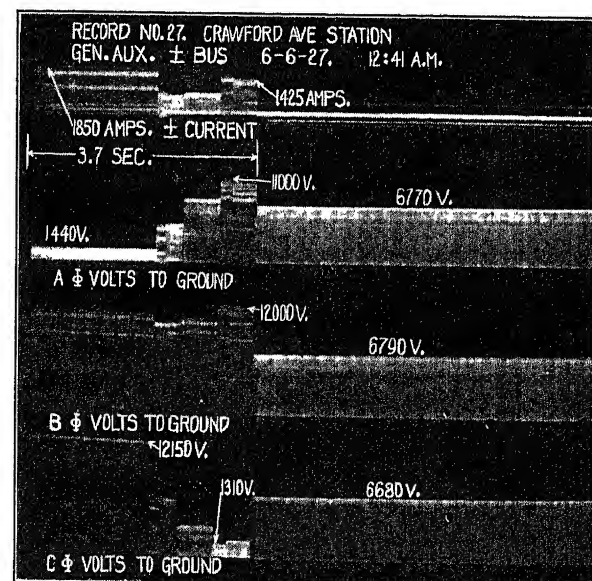 RECORD NO.27. CRAWFORD AVE STATION
GEN. AUX. ± BUS 6-6-27. 12:41 A.M.
1425 AMPS.
1850 AMPS. ± CURRENT
3.7 SEC.
11000 V.
6770 V.
1440V.
A Φ VOLTS TO GROUND
12000 V.
6790 V.
B Φ VOLTS TO GROUND
12150 V.
1310V.
6680 V.
C Φ VOLTS TO GROUND